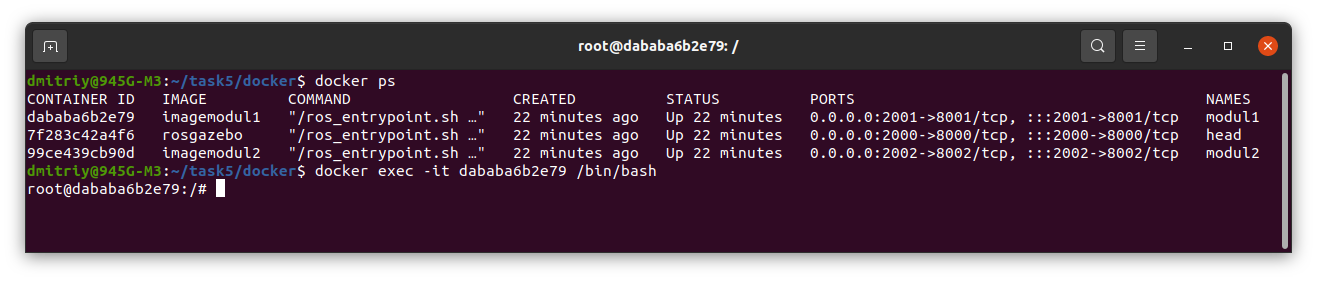 root@dababa6b2e79: /
dmitriy@945G-M3:~/task5/docker$ docker ps
CONTAINER ID   IMAGE         COMMAND                  CREATED          STATUS          PORTS                                       NAMES
dababa6b2e79   imagemodul1   "/ros_entrypoint.sh …"   22 minutes ago   Up 22 minutes   0.0.0.0:2001->8001/tcp, :::2001->8001/tcp   modul1
7f283c42a4f6   rosgazebo     "/ros_entrypoint.sh …"   22 minutes ago   Up 22 minutes   0.0.0.0:2000->8000/tcp, :::2000->8000/tcp   head
99ce439cb90d   imagemodul2   "/ros_entrypoint.sh …"   22 minutes ago   Up 22 minutes   0.0.0.0:2002->8002/tcp, :::2002->8002/tcp   modul2
dmitriy@945G-M3:~/task5/docker$ docker exec -it dababa6b2e79 /bin/bash
root@dababa6b2e79:/#